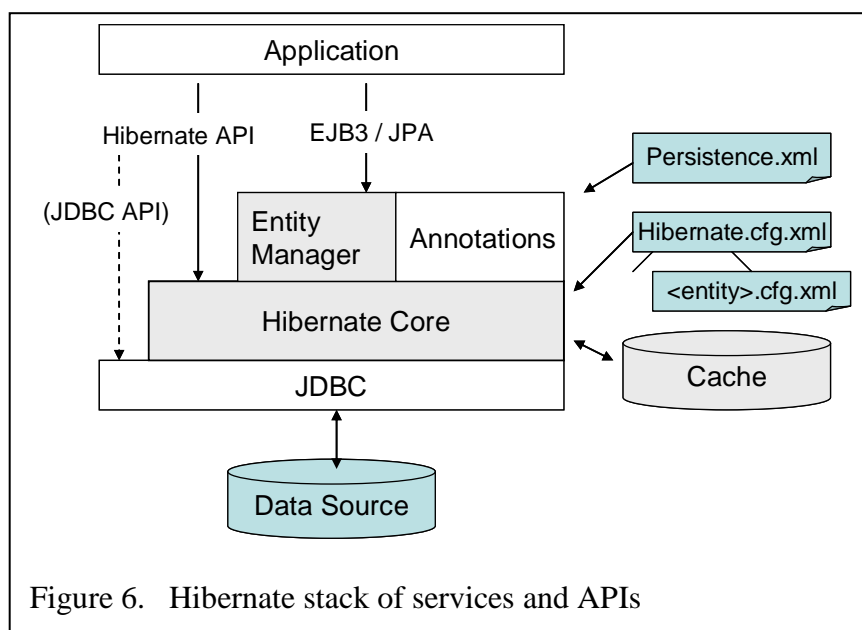 Application
Hibernate API
EJB3 / JPA
(JDBC API)
Persistence.xml
Entity
Manager
Annotations
Hibernate.cfg.xml
<entity>.cfg.xml
Hibernate Core
Cache
JDBC
Data Source
Figure 6. Hibernate stack of services and APIs